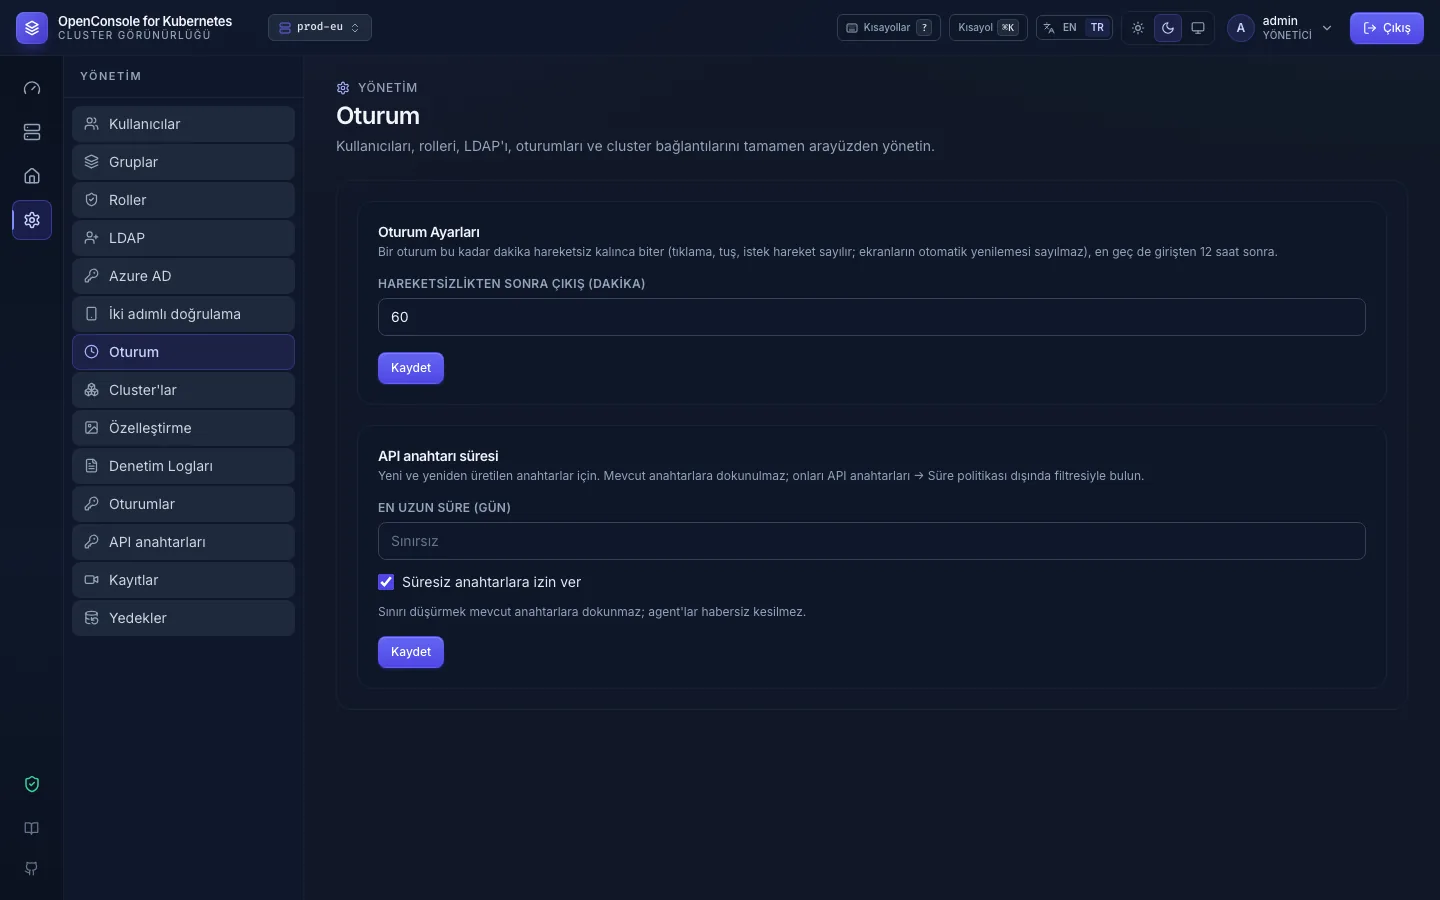 OpenConsole for Kubernetes
CLUSTER GÖRÜNÜRLÜĞÜ
prod-eu
Kısayollar ?
Kısayol ⌘K
EN TR
A
admin
YÖNETİCİ
Çıkış
YÖNETİM
Kullanıcılar
Gruplar
Roller
LDAP
Azure AD
İki adımlı doğrulama
Oturum
Cluster'lar
Özelleştirme
Denetim Logları
Oturumlar
API anahtarları
Kayıtlar
Yedekler
YÖNETİM
Oturum
Kullanıcıları, rolleri, LDAP'ı, oturumları ve cluster bağlantılarını tamamen arayüzden yönetin.
Oturum Ayarları
Bir oturum bu kadar dakika hareketsiz kalınca biter (tıklama, tuş, istek hareket sayılır; ekranların otomatik yenilemesi sayılmaz), en geç de girişten 12 saat sonra.
HAREKETSİZLİKTEN SONRA ÇIKIŞ (DAKİKA)
60
Kaydet
API anahtarı süresi
Yeni ve yeniden üretilen anahtarlar için. Mevcut anahtarlara dokunulmaz; onları API anahtarları → Süre politikası dışında filtresiyle bulun.
EN UZUN SÜRE (GÜN)
Sınırsız
Süresiz anahtarlara izin ver
Sınırı düşürmek mevcut anahtarlara dokunmaz; agent'lar habersiz kesilmez.
Kaydet